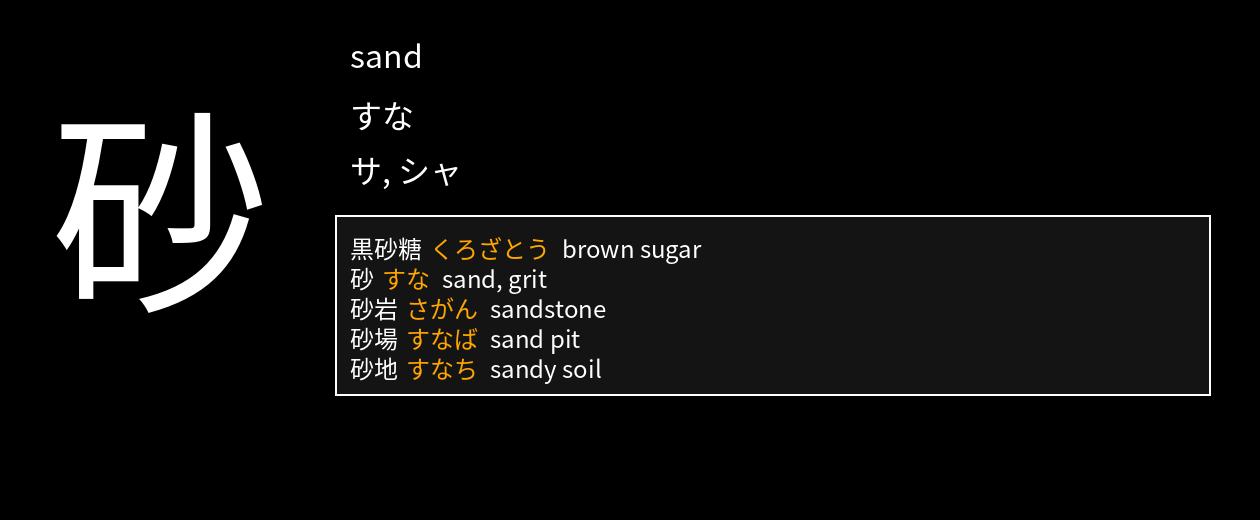 砂
sand
すな
サ, シャ
黒砂糖 くろざとう brown sugar
砂 すな sand, grit
砂岩 さがん sandstone
砂場 すなば sand pit
砂地 すなち sandy soil